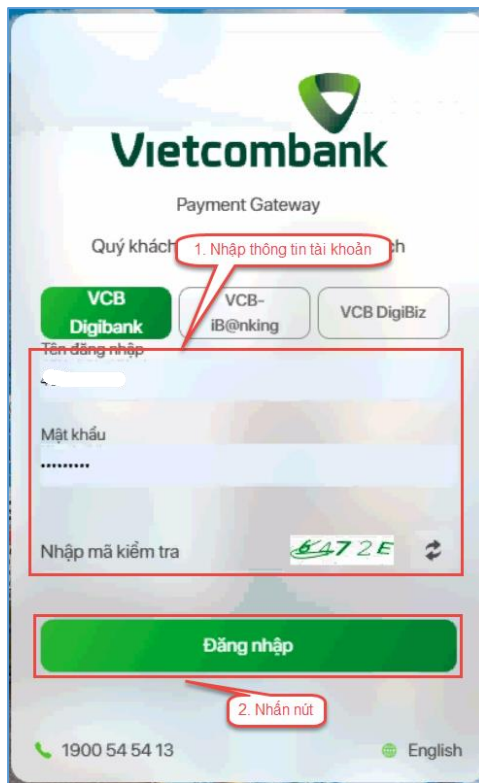 Vietcombank
Payment Gateway
Quý khách
ch
1. Nhập thông tin tài khoản
VCB
Digibank
VCB-
iB@nking
VCB DigiBiz
Tên đăng nhập
Mật khẩu
•••••••••
Nhập mã kiểm tra
6472E
Đăng nhập
2. Nhấn nút
1900 54 54 13
English